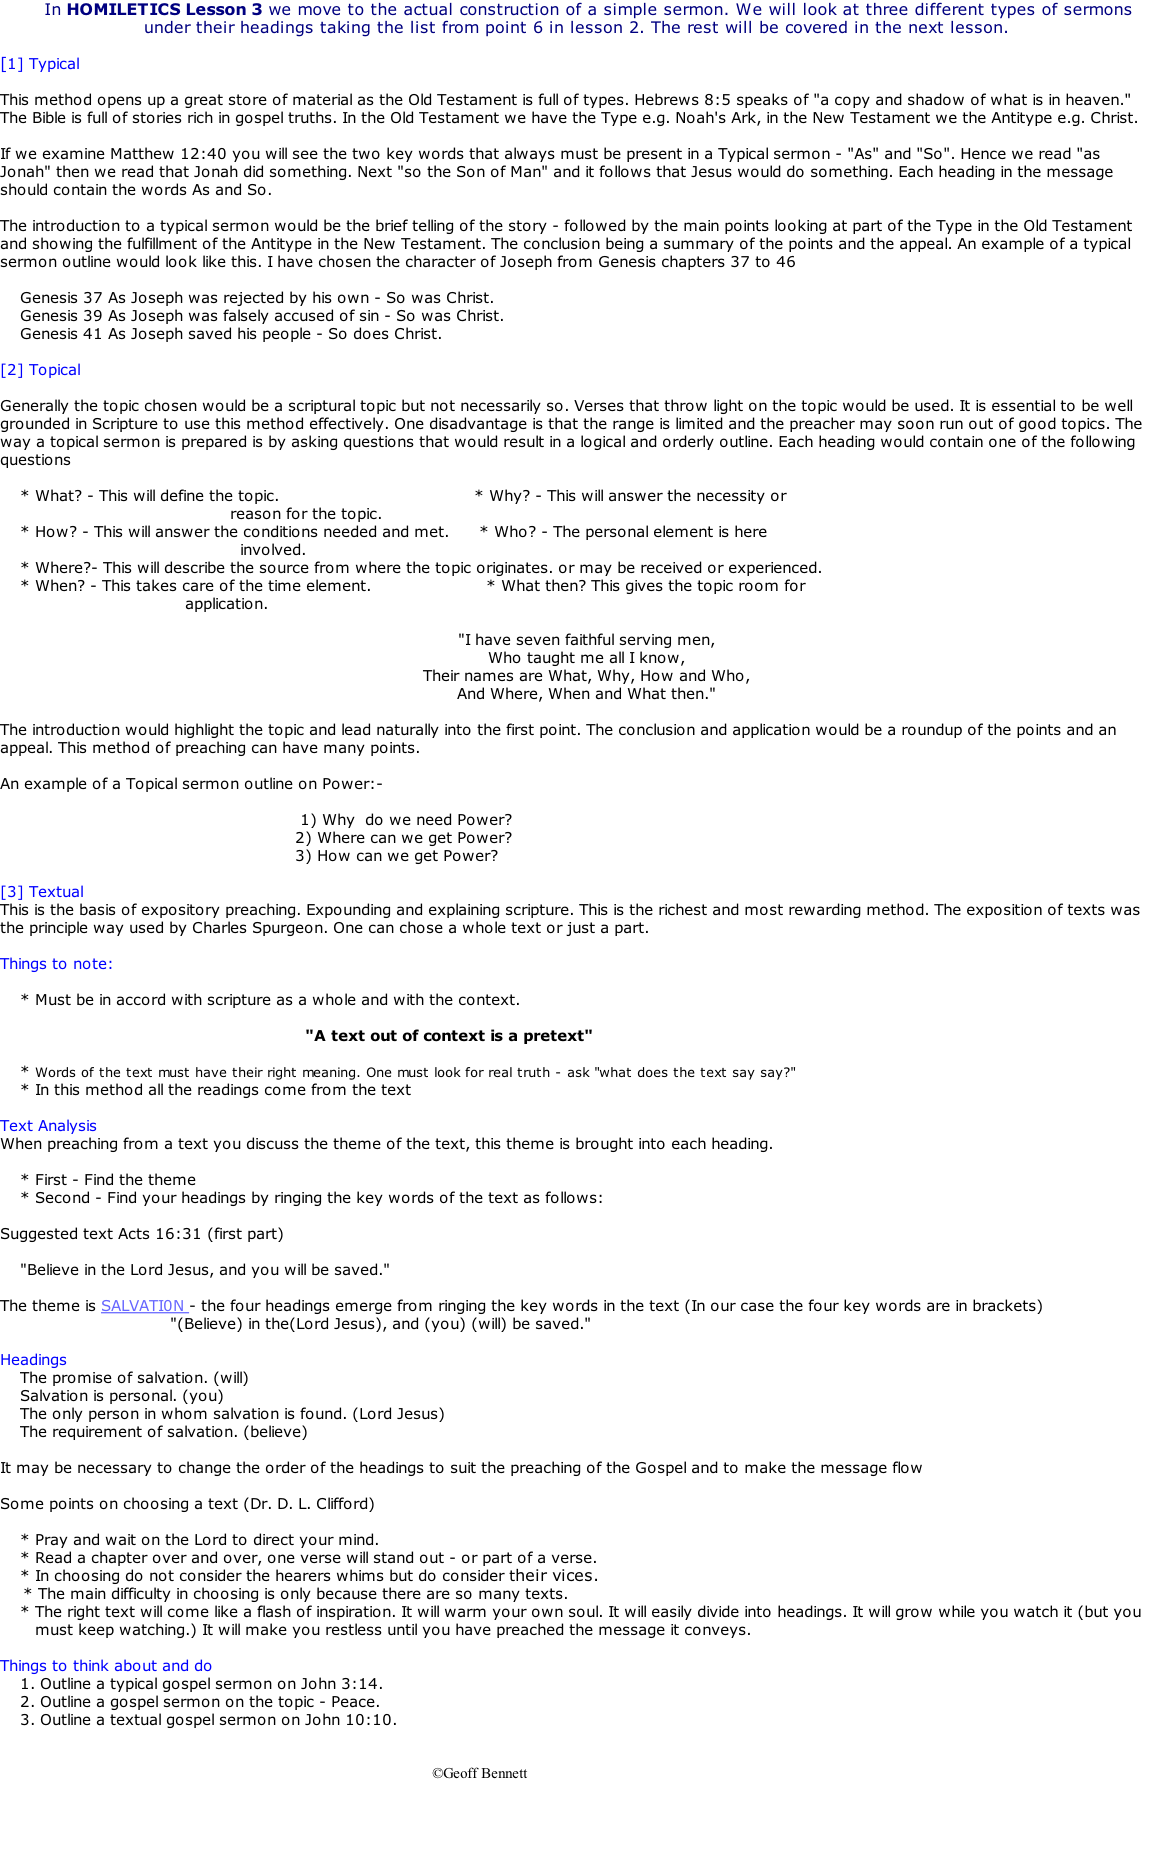 In HOMILETICS Lesson 3 we move to the actual construction of a simple sermon. We will look at three different types of sermons
under their headings taking the list from point 6 in lesson 2. The rest will be covered in the next lesson.
[1] Typical
This method opens up a great store of material as the Old Testament is full of types. Hebrews 8:5 speaks of "a copy and shadow of what is in heaven."
The Bible is full of stories rich in gospel truths. In the Old Testament we have the Type e.g. Noah's Ark, in the New Testament we the Antitype e.g. Christ.
If we examine Matthew 12:40 you will see the two key words that always must be present in a Typical sermon - "As" and "So". Hence we read "as
Jonah" then we read that Jonah did something. Next "so the Son of Man" and it follows that Jesus would do something. Each heading in the message
should contain the words As and So.
The introduction to a typical sermon would be the brief telling of the story - followed by the main points looking at part of the Type in the Old Testament
and showing the fulfillment of the Antitype in the New Testament. The conclusion being a summary of the points and the appeal. An example of a typical
sermon outline would look like this. I have chosen the character of Joseph from Genesis chapters 37 to 46
Genesis 37 As Joseph was rejected by his own - So was Christ.
Genesis 39 As Joseph was falsely accused of sin - So was Christ.
Genesis 41 As Joseph saved his people - So does Christ.
[2] Topical
Generally the topic chosen would be a scriptural topic but not necessarily so. Verses that throw light on the topic would be used. It is essential to be well
grounded in Scripture to use this method effectively. One disadvantage is that the range is limited and the preacher may soon run out of good topics. The
way a topical sermon is prepared is by asking questions that would result in a logical and orderly outline. Each heading would contain one of the following
questions
* What? - This will define the topic. * Why? - This will answer the necessity or
reason for the topic.
* How? - This will answer the conditions needed and met. * Who? - The personal element is here
involved.
* Where?- This will describe the source from where the topic originates. or may be received or experienced.
* When? - This takes care of the time element. * What then? This gives the topic room for
application.
"I have seven faithful serving men,
Who taught me all I know,
Their names are What, Why, How and Who,
And Where, When and What then."
The introduction would highlight the topic and lead naturally into the first point. The conclusion and application would be a roundup of the points and an
appeal. This method of preaching can have many points.
An example of a Topical sermon outline on Power:-
1) Why do we need Power?
2) Where can we get Power?
3) How can we get Power?
[3] Textual
This is the basis of expository preaching. Expounding and explaining scripture. This is the richest and most rewarding method. The exposition of texts was
the principle way used by Charles Spurgeon. One can chose a whole text or just a part.
Things to note:
* Must be in accord with scripture as a whole and with the context.
"A text out of context is a pretext"
* Words of the text must have their right meaning. One must look for real truth - ask "what does the text say say?"
* In this method all the readings come from the text
Text Analysis
When preaching from a text you discuss the theme of the text, this theme is brought into each heading.
* First - Find the theme
* Second - Find your headings by ringing the key words of the text as follows:
Suggested text Acts 16:31 (first part)
"Believe in the Lord Jesus, and you will be saved."
The theme is SALVATI0N - the four headings emerge from ringing the key words in the text (In our case the four key words are in brackets)
"(Believe) in the(Lord Jesus), and (you) (will) be saved."
Headings
The promise of salvation. (will)
Salvation is personal. (you)
The only person in whom salvation is found. (Lord Jesus)
The requirement of salvation. (believe)
It may be necessary to change the order of the headings to suit the preaching of the Gospel and to make the message flow
Some points on choosing a text (Dr. D. L. Clifford)
* Pray and wait on the Lord to direct your mind.
* Read a chapter over and over, one verse will stand out - or part of a verse.
* In choosing do not consider the hearers whims but do consider their vices.
* The main difficulty in choosing is only because there are so many texts.
* The right text will come like a flash of inspiration. It will warm your own soul. It will easily divide into headings. It will grow while you watch it (but you
must keep watching.) It will make you restless until you have preached the message it conveys.
Things to think about and do
1. Outline a typical gospel sermon on John 3:14.
2. Outline a gospel sermon on the topic - Peace.
3. Outline a textual gospel sermon on John 10:10.
©Geoff Bennett